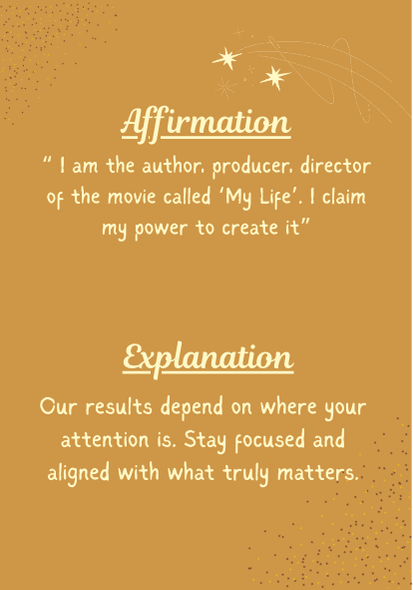 Affirmation
“ I am the author, producer, director
of the movie called ‘My Life’. I claim
my power to create it”
Explanation
Our results depend on where your
attention is. Stay focused and
aligned with what truly matters.